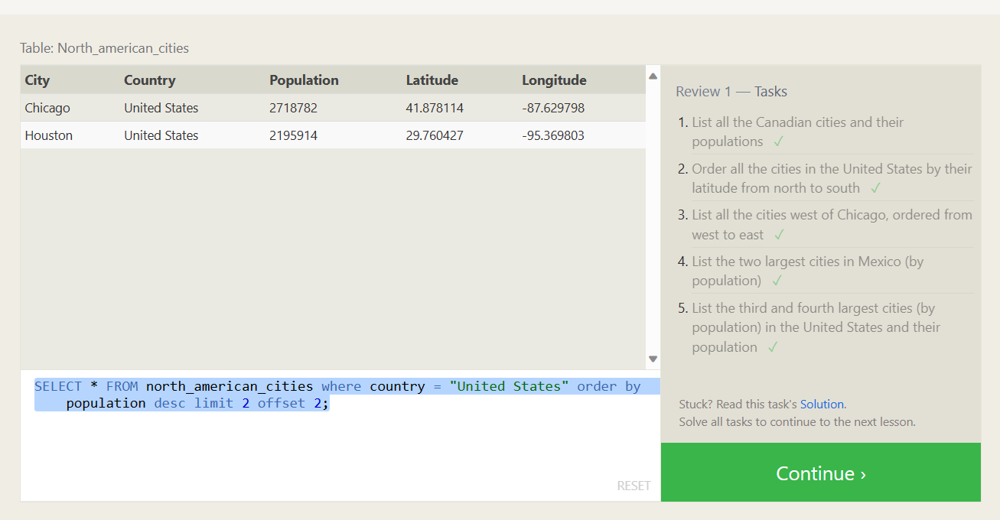 Table: North_american_cities
City Country Population Latitude Longitude
Chicago United States 2718782 41.878114 -87.629798
Houston United States 2195914 29.760427 -95.369803
SELECT * FROM north_american_cities where country = "United States" order by
population desc limit 2 offset 2;
RESET
Review 1 — Tasks
1. List all the Canadian cities and their
populations ✓
2. Order all the cities in the United States by their
latitude from north to south ✓
3. List all the cities west of Chicago, ordered from
west to east ✓
4. List the two largest cities in Mexico (by
population) ✓
5. List the third and fourth largest cities (by
population) in the United States and their
population ✓
Stuck? Read this task's Solution.
Solve all tasks to continue to the next lesson.
Continue ›